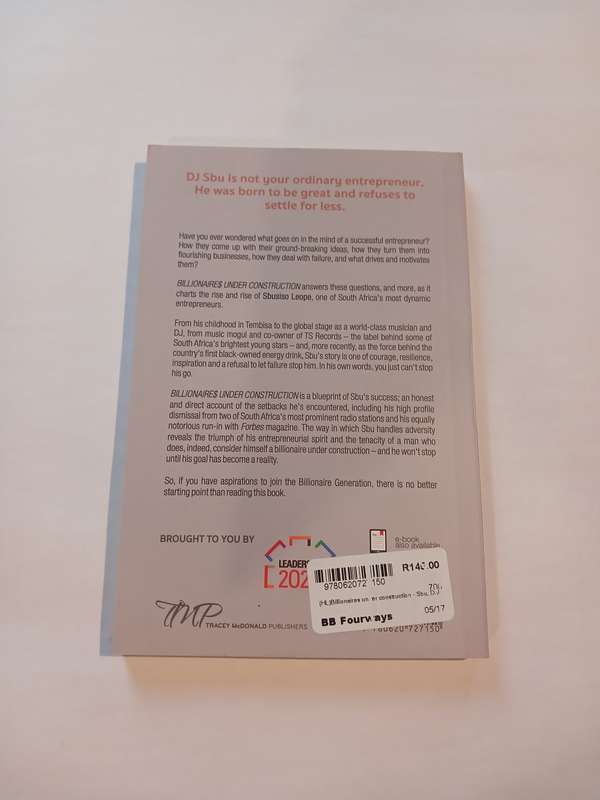 DJ Sbu is not your ordinary entrepreneur.
He was born to be great and refuses to
settle for less.
Have you ever wondered what goes on in the mind of a successful entrepreneur?
How they come up with their ground-breaking ideas, how they turn them into
flourishing businesses, how they deal with failure, and what drives and motivates
them?
BILLIONAIRE$ UNDER CONSTRUCTION answers these questions, and more, as it
charts the rise and rise of Sbusiso Leope, one of South Africa's most dynamic
entrepreneurs.
From his childhood in Tembisa to the global stage as a world-class musician and
DJ, from music mogul and co-owner of TS Records – the label behind some of
South Africa's brightest young stars – and, more recently, as the force behind the
country's first black-owned energy drink, Sbu's story is one of courage, resilience,
inspiration and a refusal to let failure stop him. In his own words, you just can't stop
his go.
BILLIONAIRE$ UNDER CONSTRUCTION is a blueprint of Sbu's success; an honest
and direct account of the setbacks he's encountered, including his high profile
dismissal from two of South Africa's most prominent radio stations and his equally
notorious run-in with Forbes magazine. The way in which Sbu handles adversity
reveals the triumph of his entrepreneurial spirit and the tenacity of a man who
does, indeed, consider himself a billionaire under construction – and he won't stop
until his goal has become a reality.
So, if you have aspirations to join the Billionaire Generation, there is no better
starting point than reading this book.
BROUGHT TO YOU BY
e-book
also available
LEADER
202
978062072 150
BB Fourways
05/17
TMP TRACEY MCDONALD PUBLISHERS